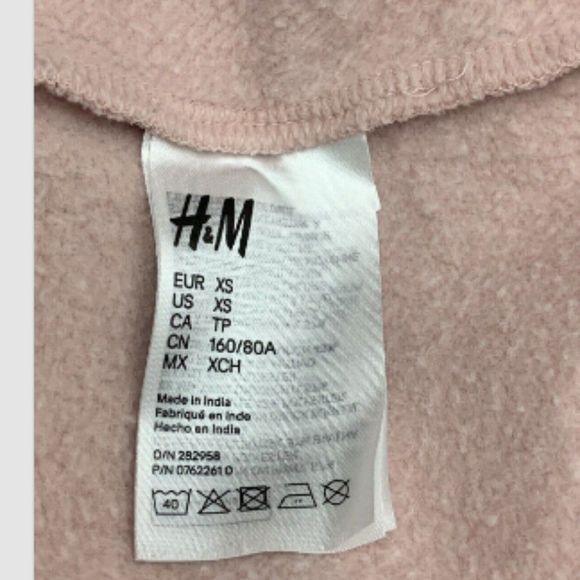 H&M
EUR XS
US XS
CA TP
CN 160/80A
MX XCH
Made in India
Fabriqué en Inde
Hecho en India
O/N 282958
P/N 0762261 0
40